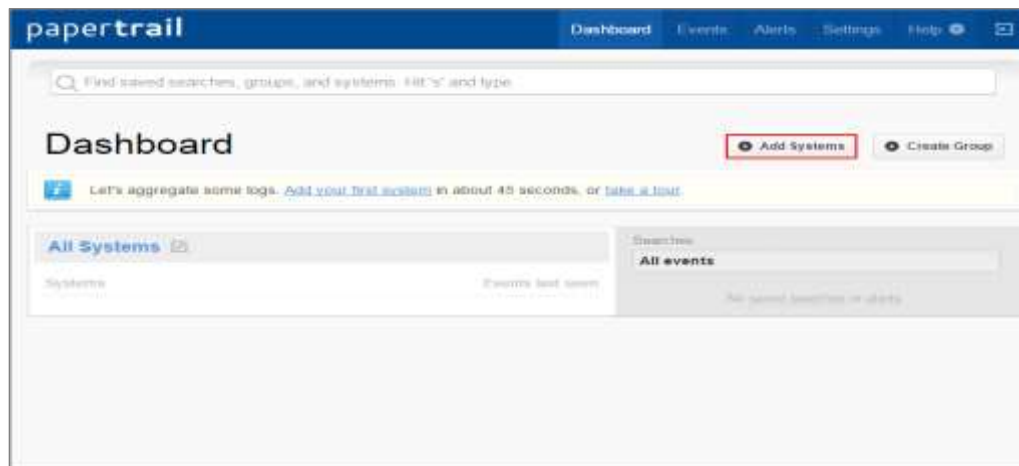 papertrail
Dashboard Events Alerts Settings Help
Find saved searches, groups, and systems. Hit 's' and type.
Dashboard
Add Systems Create Group
Let's aggregate some logs. Add your first system in about 45 seconds, or take a tour.
All Systems
Searches
All events
Systems Events last seen
No saved searches or alerts